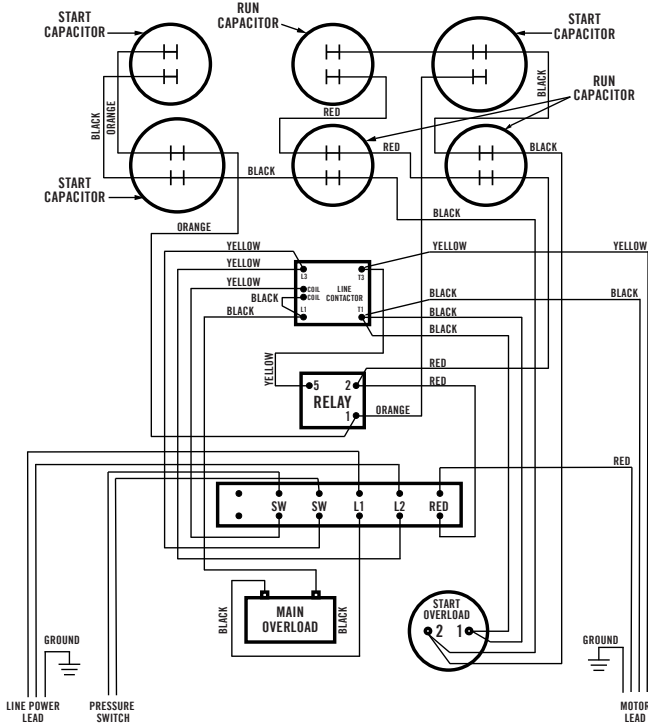 START
CAPACITOR
RUN
CAPACITOR
START
CAPACITOR
RUN
CAPACITOR
BLACK
ORANGE
BLACK
RED
RED
BLACK
START
CAPACITOR
BLACK
BLACK
ORANGE
YELLOW
YELLOW
YELLOW
YELLOW
L3
T3
YELLOW
COIL
COIL
LINE
CONTACTOR
BLACK
BLACK
BLACK
BLACK
L1
T1
BLACK
BLACK
YELLOW
RED
RED
5
2
RELAY
1
ORANGE
RED
SW
SW
L1
L2
RED
BLACK
MAIN
OVERLOAD
BLACK
START
OVERLOAD
2
1
GROUND
GROUND
LINE POWER
LEAD
PRESSURE
SWITCH
MOTOR
LEAD